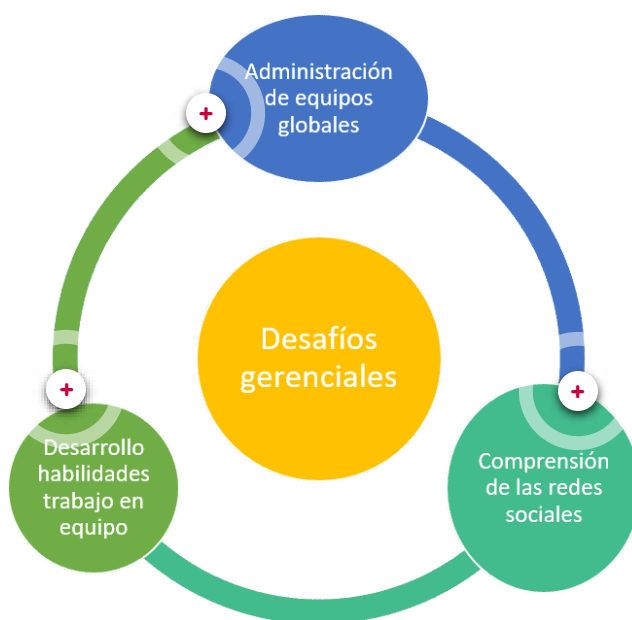 Administración
de equipos
globales
Desafíos
gerenciales
Desarrollo
habilidades
trabajo en
equipo
Comprensión
de las redes
sociales